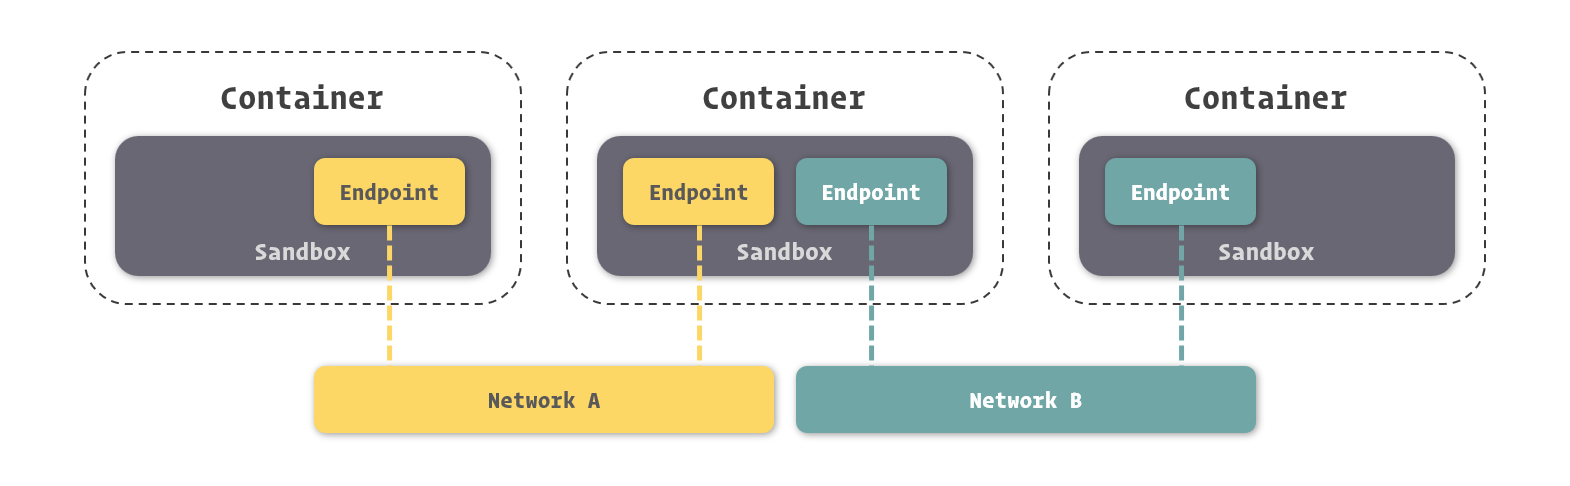 Container
Container
Container
Endpoint
Endpoint
Endpoint
Endpoint
Sandbox
Sandbox
Sandbox
Network A
Network B